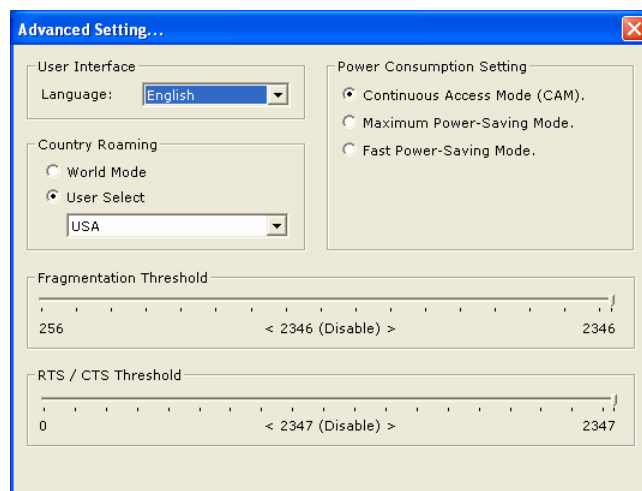 Advanced Setting...
User Interface
Language: English
Country Roaming
World Mode
User Select
USA
Power Consumption Setting
Continuous Access Mode (CAM).
Maximum Power-Saving Mode.
Fast Power-Saving Mode.
Fragmentation Threshold
256 < 2346 (Disable) > 2346
RTS / CTS Threshold
0 < 2347 (Disable) > 2347